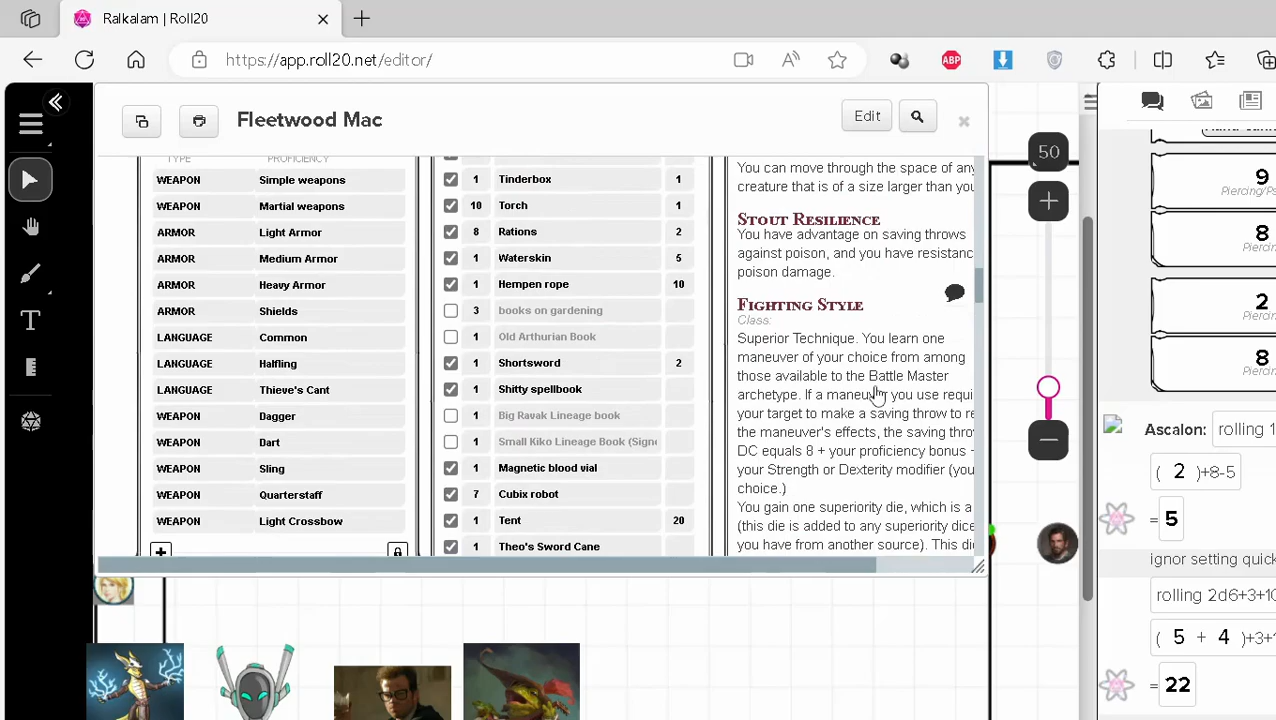 Ralkalam | Roll20
https://app.roll20.net/editor/
ABP
Fleetwood Mac
Edit
TYPE PROFICIENCY
WEAPON Simple weapons
WEAPON Martial weapons
ARMOR Light Armor
ARMOR Medium Armor
ARMOR Heavy Armor
ARMOR Shields
LANGUAGE Common
LANGUAGE Halfling
LANGUAGE Thieve's Cant
WEAPON Dagger
WEAPON Dart
WEAPON Sling
WEAPON Quarterstaff
WEAPON Light Crossbow
1 Tinderbox 1
10 Torch 1
8 Rations 2
1 Waterskin 5
1 Hempen rope 10
3 books on gardening
1 Old Arthurian Book
1 Shortsword 2
1 Shitty spellbook
1 Big Ravak Lineage book
1 Small Kiko Lineage Book (Signe
1 Magnetic blood vial
7 Cubix robot
1 Tent 20
1 Theo's Sword Cane
You can move through the space of any
creature that is of a size larger than you
STOUT RESILIENCE
You have advantage on saving throws
against poison, and you have resistanc
poison damage.
FIGHTING STYLE
Class:
Superior Technique. You learn one
maneuver of your choice from among
those available to the Battle Master
archetype. If a maneuver you use requi
your target to make a saving throw to re
the maneuver's effects, the saving thro
DC equals 8 + your proficiency bonus +
your Strength or Dexterity modifier (you
choice.)
You gain one superiority die, which is a
(this die is added to any superiority dice
you have from another source). This die
50
9
Piercing/Ps
8
Piercin
2
Pierc
8
Piercin
Ascalon: rolling 1
( 2 )+8-5
= 5
ignor setting quick
rolling 2d6+3+10
( 5 + 4 )+3+1
= 22